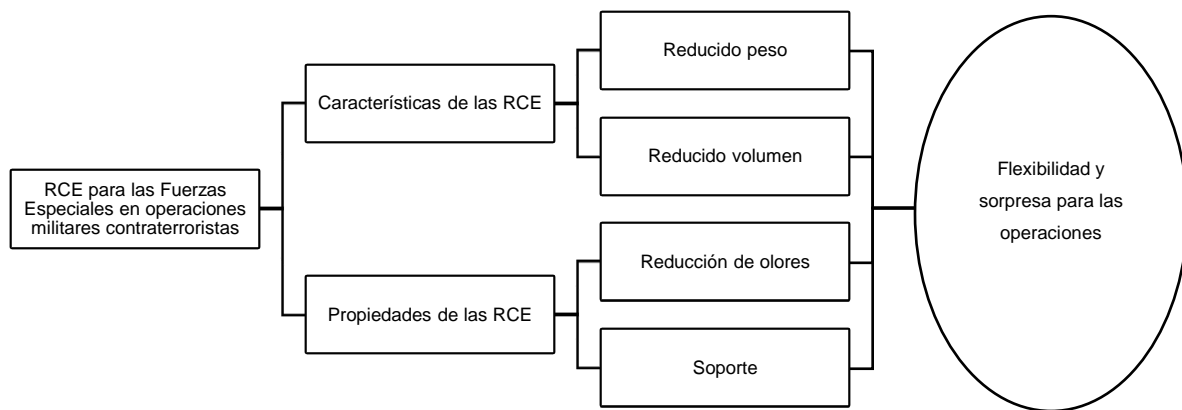 RCE para las Fuerzas
Especiales en operaciones
militares contraterroristas
Características de las RCE
Propiedades de las RCE
Reducido peso
Reducido volumen
Reducción de olores
Soporte
Flexibilidad y
sorpresa para las
operaciones